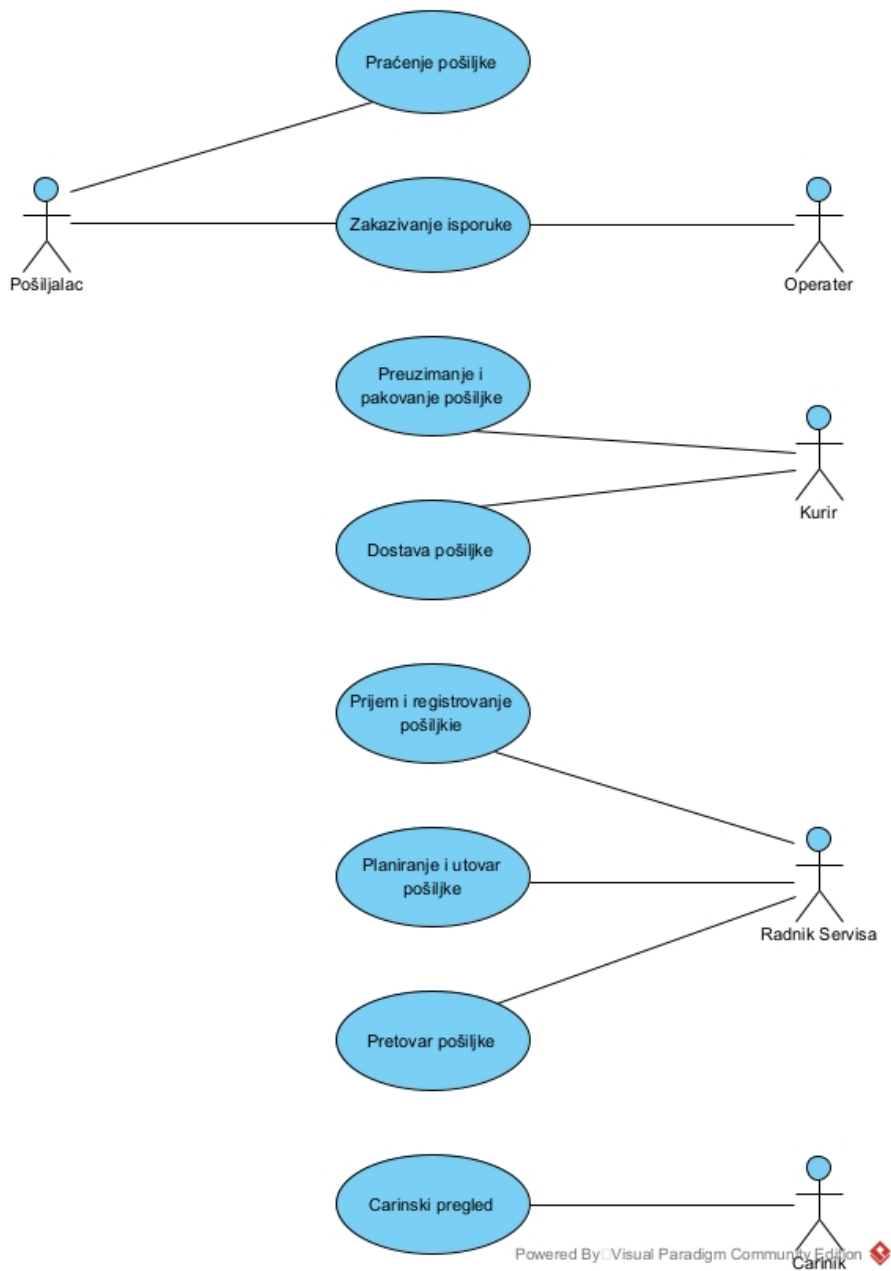 Praćenje pošiljke
Zakazivanje isporuke
Pošiljalac
Operater
Preuzimanje i
pakovanje pošiljke
Kurir
Dostava pošiljke
Prijem i registrovanje
pošiljkie
Planiranje i utovar
pošiljke
Radnik Servisa
Pretovar pošiljke
Carinski pregled
Powered By Visual Paradigm Community Edition
Carinik